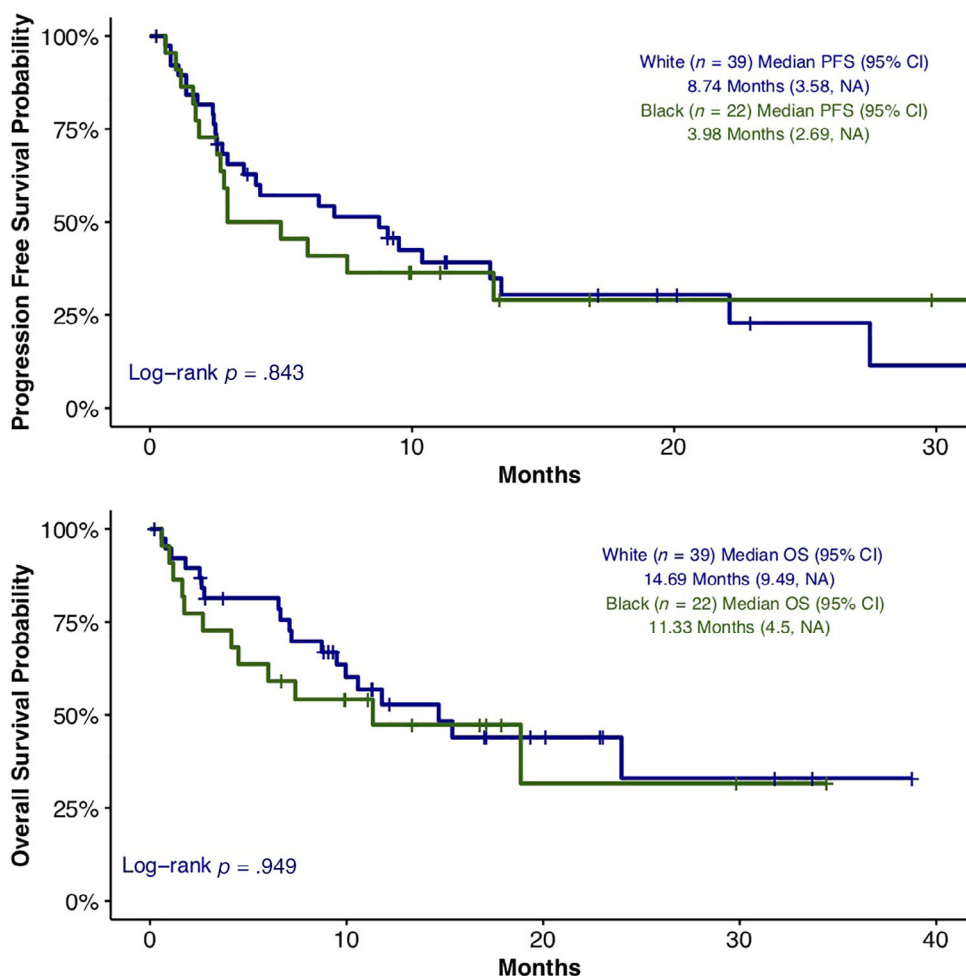 Progression Free Survival Probability
100%
75%
50%
25%
0%
White (n = 39) Median PFS (95% CI)
8.74 Months (3.58, NA)
Black (n = 22) Median PFS (95% CI)
3.98 Months (2.69, NA)
Log–rank p = .843
0 10 20 30
Months
Overall Survival Probability
100%
75%
50%
25%
0%
White (n = 39) Median OS (95% CI)
14.69 Months (9.49, NA)
Black (n = 22) Median OS (95% CI)
11.33 Months (4.5, NA)
Log–rank p = .949
0 10 20 30 40
Months